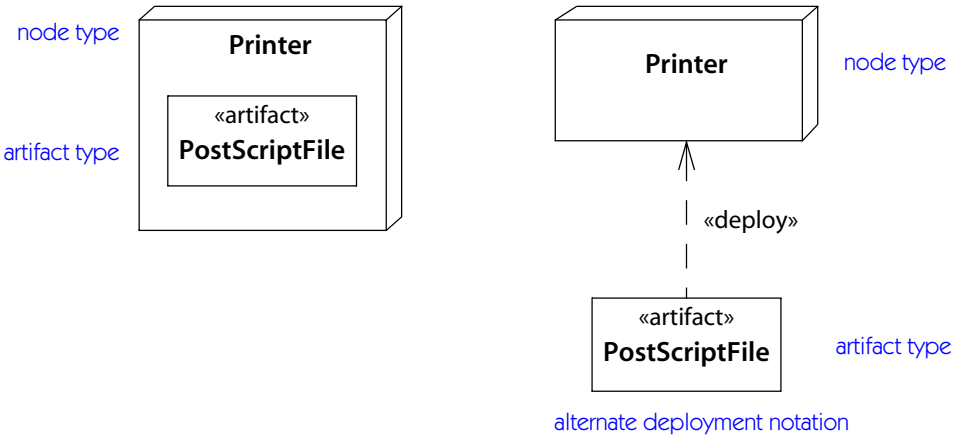 node type
Printer
«artifact»
artifact type
PostScriptFile
Printer
node type
«deploy»
«artifact»
PostScriptFile
artifact type
alternate deployment notation